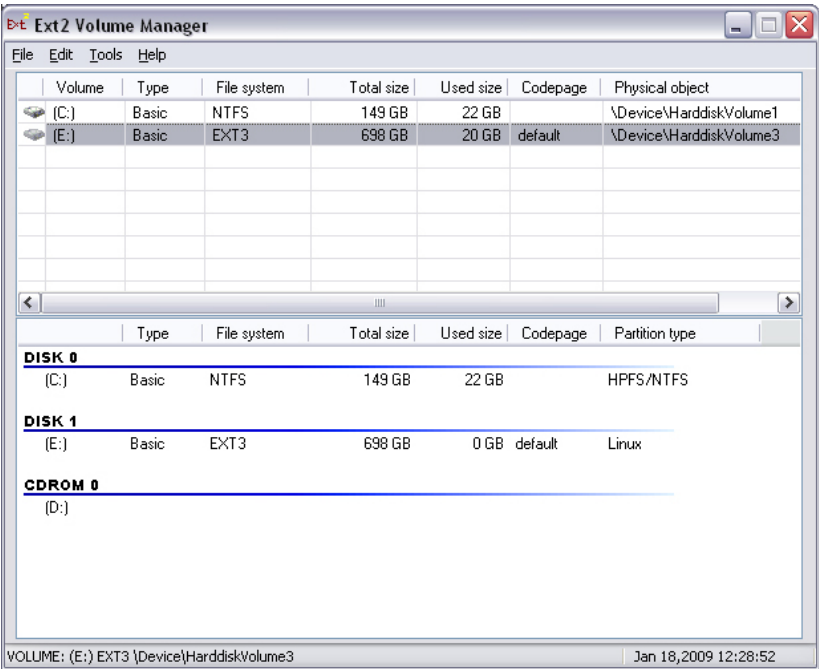 Ext2 Volume Manager
File Edit Tools Help
Volume Type File system Total size Used size Codepage Physical object
(C:) Basic NTFS 149 GB 22 GB \Device\HarddiskVolume1
(E:) Basic EXT3 698 GB 20 GB default \Device\HarddiskVolume3
Type File system Total size Used size Codepage Partition type
DISK 0
(C:) Basic NTFS 149 GB 22 GB HPFS/NTFS
DISK 1
(E:) Basic EXT3 698 GB 0 GB default Linux
CDROM 0
(D:)
VOLUME: (E:) EXT3 \Device\HarddiskVolume3 Jan 18,2009 12:28:52